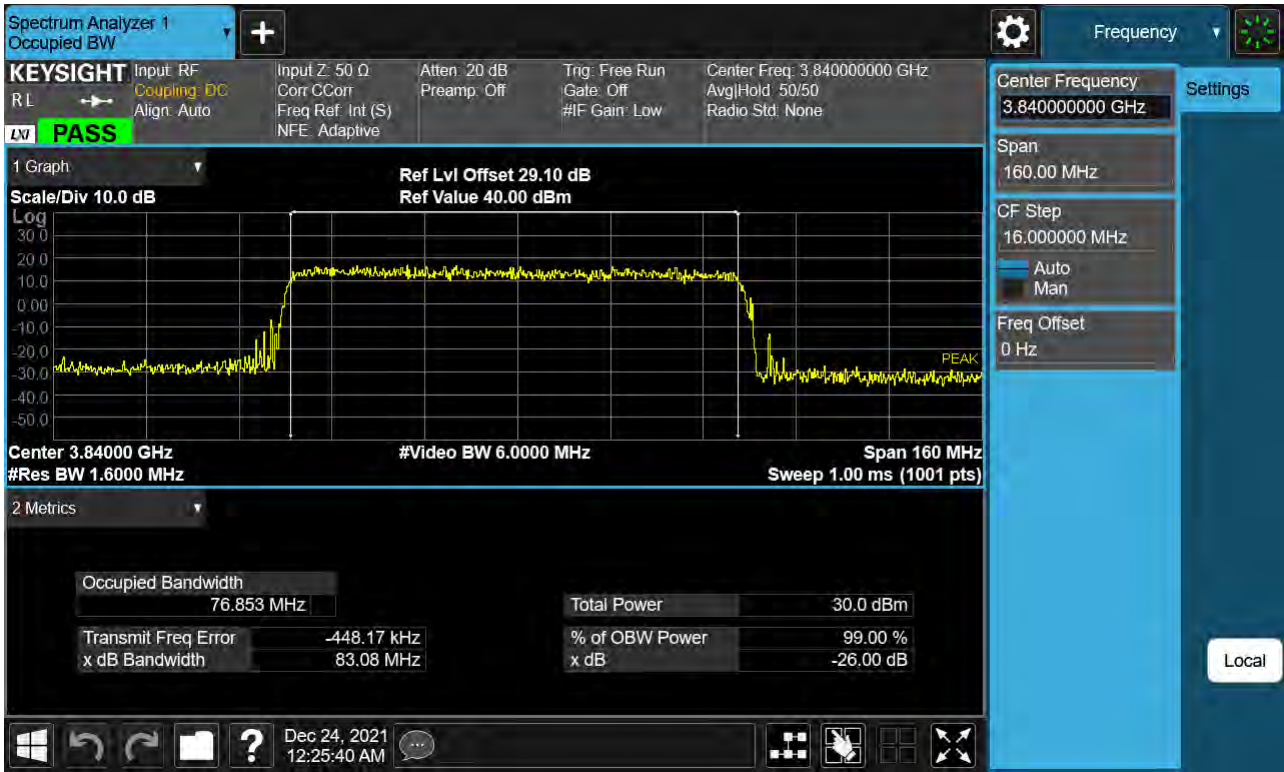 Spectrum Analyzer 1
Occupied BW
+
Frequency
KEYSIGHT
R L
LXI
PASS
Input: RF
Coupling: DC
Align: Auto
Input Z: 50 Ω
Corr CCorr
Freq Ref: Int (S)
NFE: Adaptive
Atten: 20 dB
Preamp: Off
Trig: Free Run
Gate: Off
#IF Gain: Low
Center Freq: 3.840000000 GHz
Avg|Hold: 50/50
Radio Std: None
Center Frequency
3.840000000 GHz
Settings
Span
160.00 MHz
CF Step
16.000000 MHz
Auto
Man
Freq Offset
0 Hz
Local
1 Graph
Scale/Div 10.0 dB
Ref Lvl Offset 29.10 dB
Ref Value 40.00 dBm
Log
30.0
20.0
10.0
0.00
-10.0
-20.0
-30.0
-40.0
-50.0
PEAK
Center 3.84000 GHz
#Video BW 6.0000 MHz
Span 160 MHz
#Res BW 1.6000 MHz
Sweep 1.00 ms (1001 pts)
2 Metrics
Occupied Bandwidth
76.853 MHz
Total Power 30.0 dBm
Transmit Freq Error -448.17 kHz
% of OBW Power 99.00 %
x dB Bandwidth 83.08 MHz
x dB -26.00 dB
?
Dec 24, 2021
12:25:40 AM